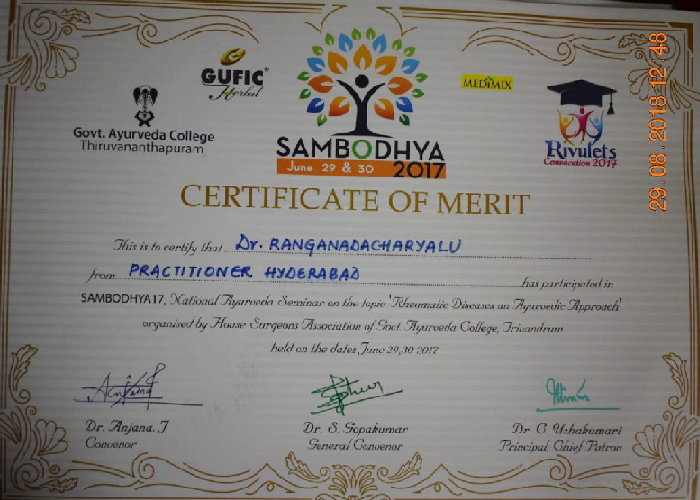 GUFIC®
Herbal
MEDIMIX
29.08.2018 12:48
Govt. Ayurveda College
Thiruvananthapuram
SAMBODHYA
June 29 & 30 2017
Rivulets
Convocation 2017
CERTIFICATE OF MERIT
This is to certify that Dr. RANGANADACHARYALU
from PRACTITIONER HYDERABAD has participated in
SAMBODHYA17, National Ayurveda Seminar on the topic 'Rheumatic Diseases an Ayurvedic Approach'
organised by House Surgeons Association of Govt. Ayurveda College, Trivandrum
held on the dates June 29,30 2017
Dr. Anjana. J
Convenor
Dr. S. Gopakumar
General Convenor
Dr C Ushakumari
Principal, Chief Patron